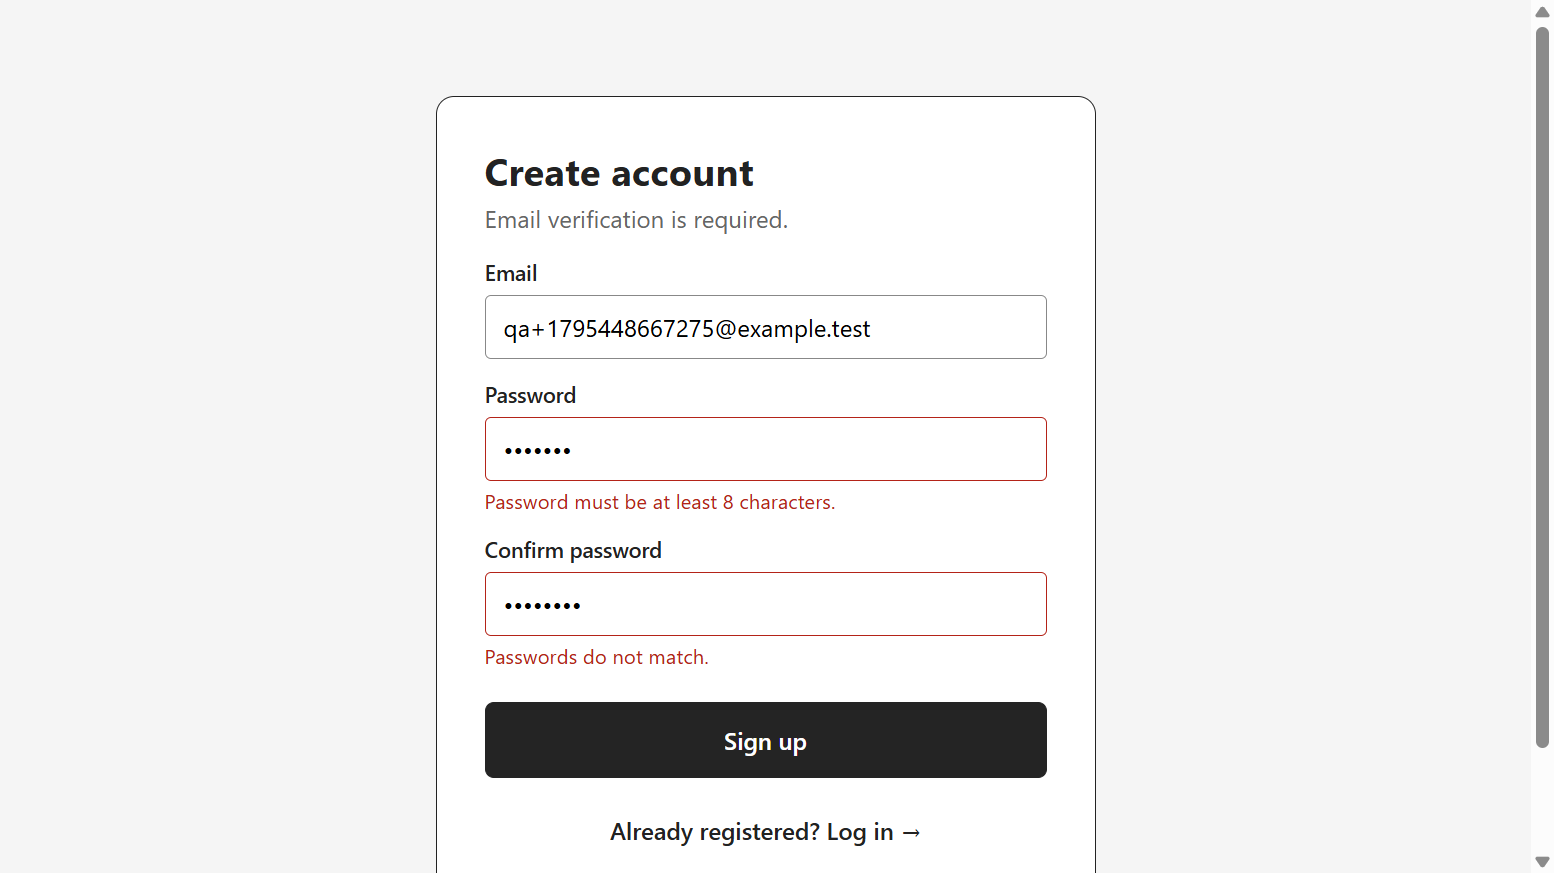 Create account
Email verification is required.
Email
qa+1795448667275@example.test
Password
•••••••
Password must be at least 8 characters.
Confirm password
••••••••
Passwords do not match.
Sign up
Already registered? Log in →